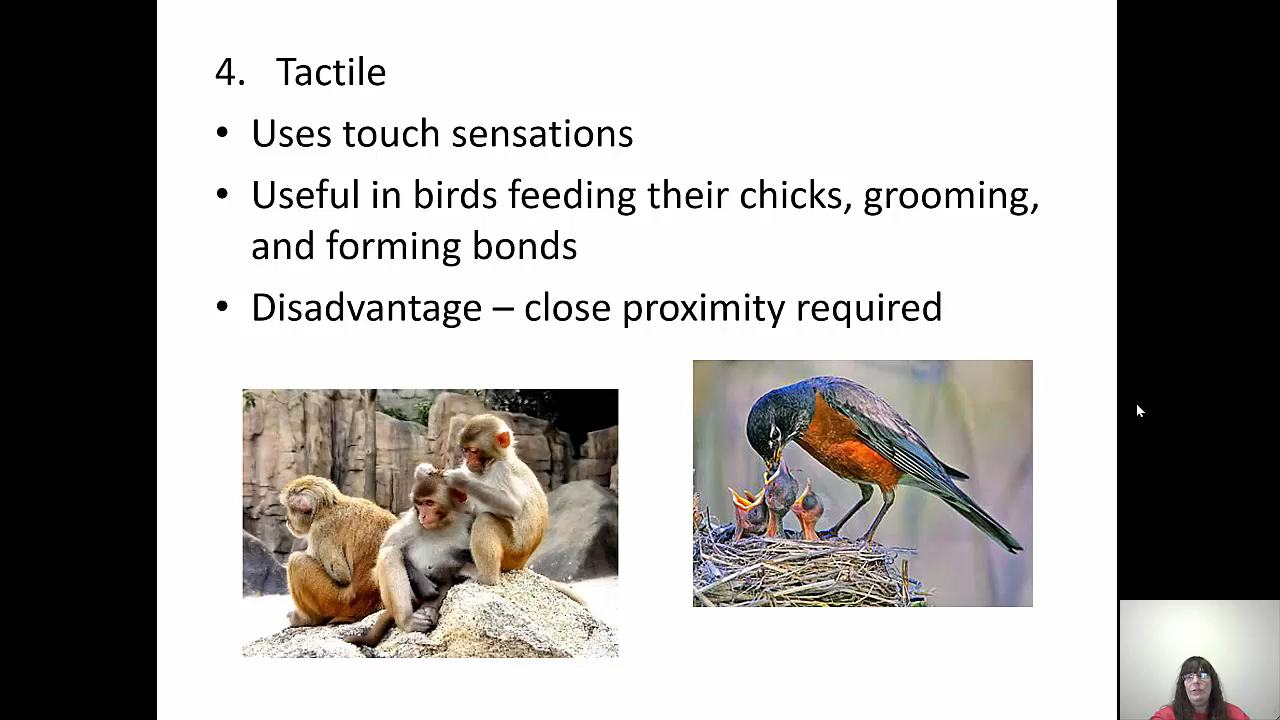 4. Tactile
• Uses touch sensations
• Useful in birds feeding their chicks, grooming,
and forming bonds
• Disadvantage – close proximity required